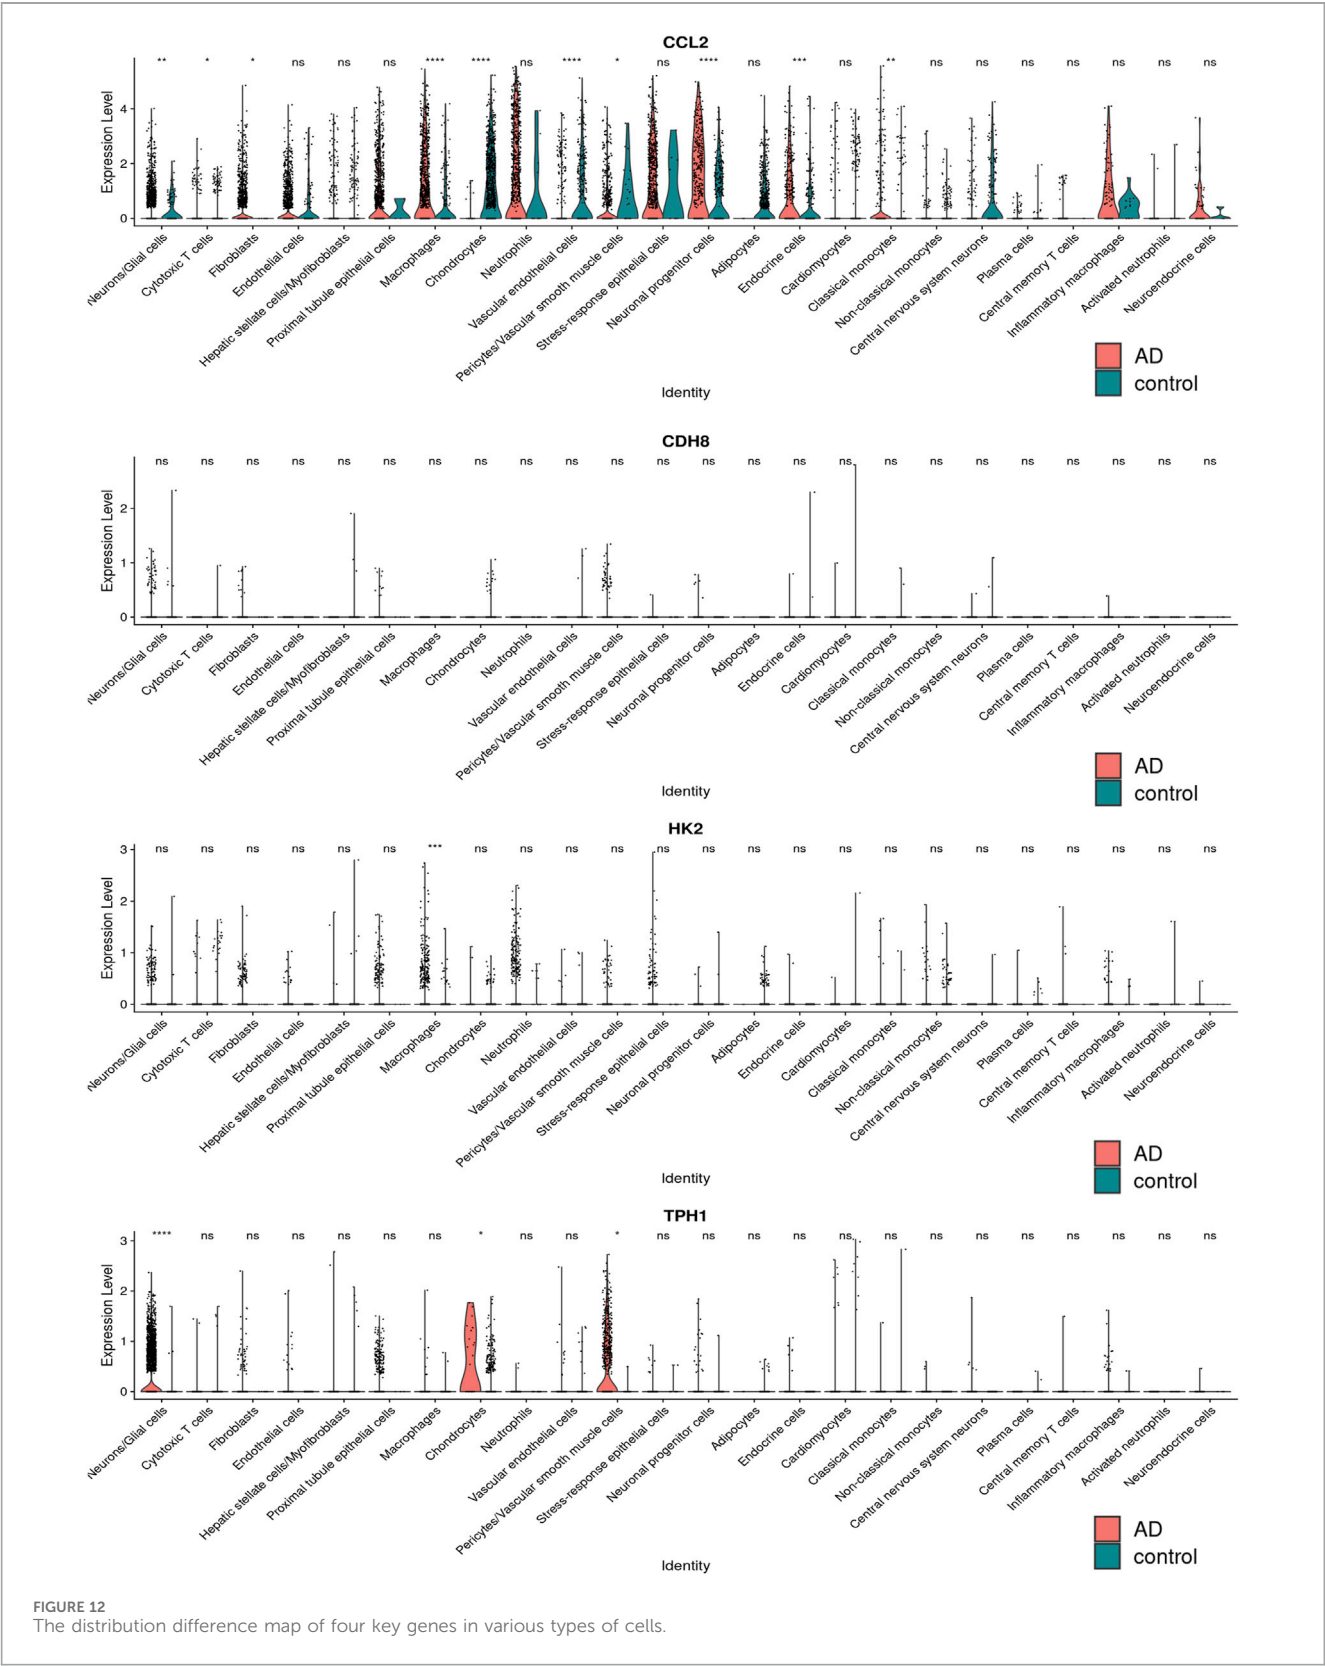 CCL2
** * * ns ns ns **** **** ns **** * ns **** ns *** ns ** ns ns ns ns ns ns ns
Expression Level
4
2
0
Neurons/Glial cells
Cytotoxic T cells
Fibroblasts
Endothelial cells
Hepatic stellate cells/Myofibroblasts
Proximal tubule epithelial cells
Macrophages
Chondrocytes
Neutrophils
Vascular endothelial cells
Pericytes/Vascular smooth muscle cells
Stress-response epithelial cells
Neuronal progenitor cells
Adipocytes
Endocrine cells
Cardiomyocytes
Classical monocytes
Non-classical monocytes
Central nervous system neurons
Plasma cells
Central memory T cells
Inflammatory macrophages
Activated neutrophils
Neuroendocrine cells
AD
control
Identity
CDH8
ns ns ns ns ns ns ns ns ns ns ns ns ns ns ns ns ns ns ns ns ns ns ns ns
Expression Level
2
1
0
Neurons/Glial cells
Cytotoxic T cells
Fibroblasts
Endothelial cells
Hepatic stellate cells/Myofibroblasts
Proximal tubule epithelial cells
Macrophages
Chondrocytes
Neutrophils
Vascular endothelial cells
Pericytes/Vascular smooth muscle cells
Stress-response epithelial cells
Neuronal progenitor cells
Adipocytes
Endocrine cells
Cardiomyocytes
Classical monocytes
Non-classical monocytes
Central nervous system neurons
Plasma cells
Central memory T cells
Inflammatory macrophages
Activated neutrophils
Neuroendocrine cells
AD
control
Identity
HK2
ns ns ns ns ns ns *** ns ns ns ns ns ns ns ns ns ns ns ns ns ns ns ns ns
Expression Level
3
2
1
0
Neurons/Glial cells
Cytotoxic T cells
Fibroblasts
Endothelial cells
Hepatic stellate cells/Myofibroblasts
Proximal tubule epithelial cells
Macrophages
Chondrocytes
Neutrophils
Vascular endothelial cells
Pericytes/Vascular smooth muscle cells
Stress-response epithelial cells
Neuronal progenitor cells
Adipocytes
Endocrine cells
Cardiomyocytes
Classical monocytes
Non-classical monocytes
Central nervous system neurons
Plasma cells
Central memory T cells
Inflammatory macrophages
Activated neutrophils
Neuroendocrine cells
AD
control
Identity
TPH1
**** ns ns ns ns ns ns * ns ns * ns ns ns ns ns ns ns ns ns ns ns ns ns
Expression Level
3
2
1
0
Neurons/Glial cells
Cytotoxic T cells
Fibroblasts
Endothelial cells
Hepatic stellate cells/Myofibroblasts
Proximal tubule epithelial cells
Macrophages
Chondrocytes
Neutrophils
Vascular endothelial cells
Pericytes/Vascular smooth muscle cells
Stress-response epithelial cells
Neuronal progenitor cells
Adipocytes
Endocrine cells
Cardiomyocytes
Classical monocytes
Non-classical monocytes
Central nervous system neurons
Plasma cells
Central memory T cells
Inflammatory macrophages
Activated neutrophils
Neuroendocrine cells
AD
control
Identity
FIGURE 12
The distribution difference map of four key genes in various types of cells.